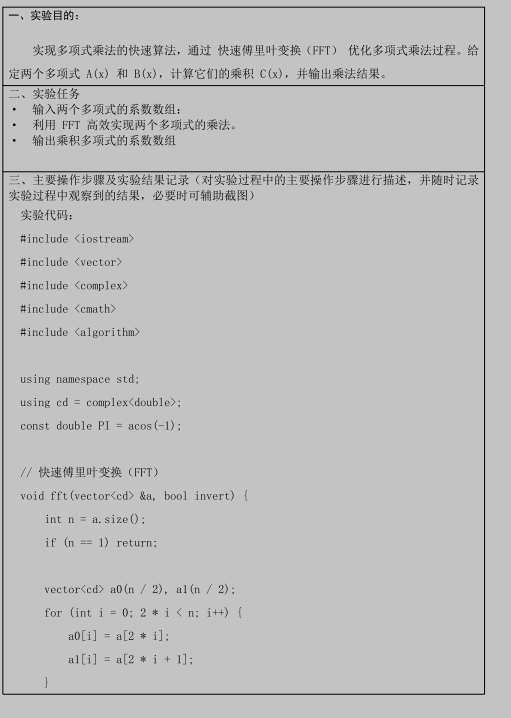 一、实验目的：
实现多项式乘法的快速算法，通过 快速傅里叶变换（FFT） 优化多项式乘法过程。给
定两个多项式 A(x) 和 B(x)，计算它们的乘积 C(x)，并输出乘法结果。
二、实验任务
• 输入两个多项式的系数数组；
• 利用 FFT 高效实现两个多项式的乘法。
• 输出乘积多项式的系数数组
三、主要操作步骤及实验结果记录（对实验过程中的主要操作步骤进行描述，并随时记录
实验过程中观察到的结果，必要时可辅助截图）
实验代码：
#include <iostream>
#include <vector>
#include <complex>
#include <cmath>
#include <algorithm>
using namespace std;
using cd = complex<double>;
const double PI = acos(-1);
// 快速傅里叶变换（FFT）
void fft(vector<cd> &a, bool invert) {
int n = a.size();
if (n == 1) return;
vector<cd> a0(n / 2), a1(n / 2);
for (int i = 0; 2 * i < n; i++) {
a0[i] = a[2 * i];
a1[i] = a[2 * i + 1];
}